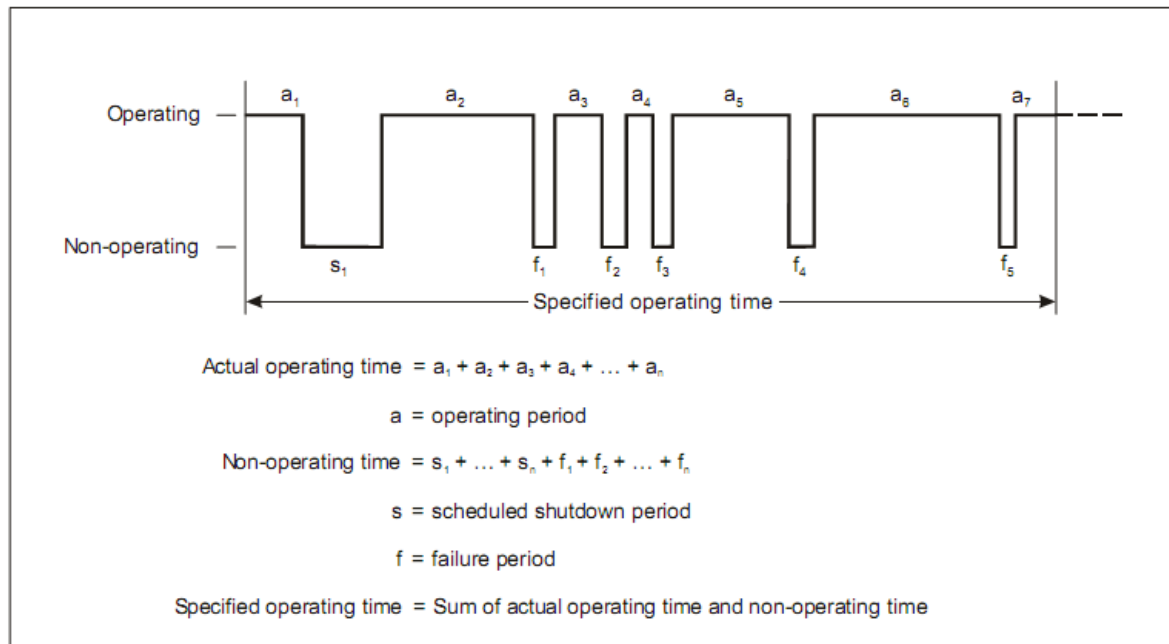 a₁ a₂ a₃ a₄ a₅ a₆ a₇
Operating
Non-operating
s₁ f₁ f₂ f₃ f₄ f₅
Specified operating time
Actual operating time = a₁ + a₂ + a₃ + a₄ + … + aₙ
a = operating period
Non-operating time = s₁ + … + sₙ + f₁ + f₂ + … + fₙ
s = scheduled shutdown period
f = failure period
Specified operating time = Sum of actual operating time and non-operating time